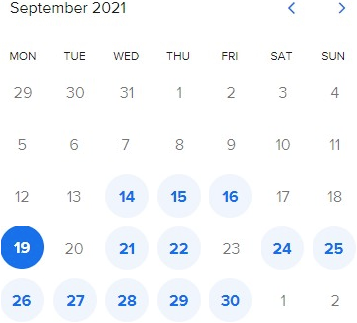 September 2021
MON TUE WED THU FRI SAT SUN
29 30 31 1 2 3 4
5 6 7 8 9 10 11
12 13 14 15 16 17 18
19 20 21 22 23 24 25
26 27 28 29 30 1 2